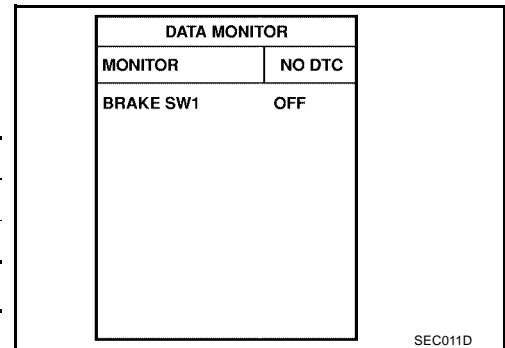 DATA MONITOR
MONITOR NO DTC
BRAKE SW1 OFF
SEC011D